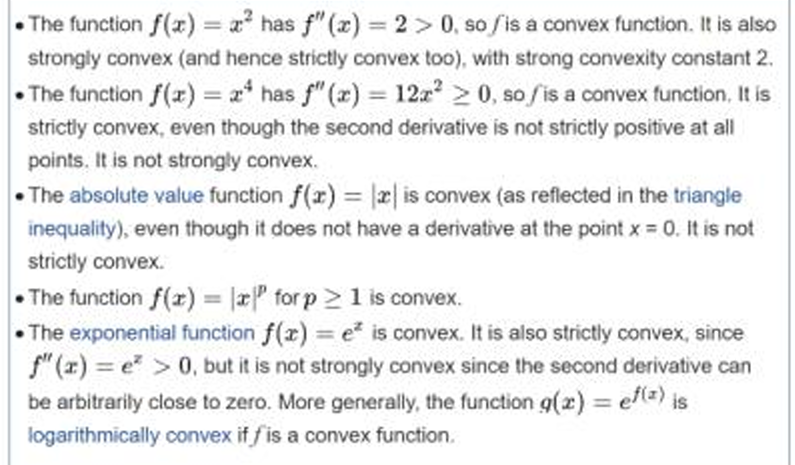 • The function f(x) = x² has f″(x) = 2 > 0, so f is a convex function. It is also
strongly convex (and hence strictly convex too), with strong convexity constant 2.
• The function f(x) = x⁴ has f″(x) = 12x² ≥ 0, so f is a convex function. It is
strictly convex, even though the second derivative is not strictly positive at all
points. It is not strongly convex.
• The absolute value function f(x) = |x| is convex (as reflected in the triangle
inequality), even though it does not have a derivative at the point x = 0. It is not
strictly convex.
• The function f(x) = |x|ᵖ for p ≥ 1 is convex.
• The exponential function f(x) = eˣ is convex. It is also strictly convex, since
f″(x) = eˣ > 0, but it is not strongly convex since the second derivative can
be arbitrarily close to zero. More generally, the function g(x) = e^{f(x)} is
logarithmically convex if f is a convex function.